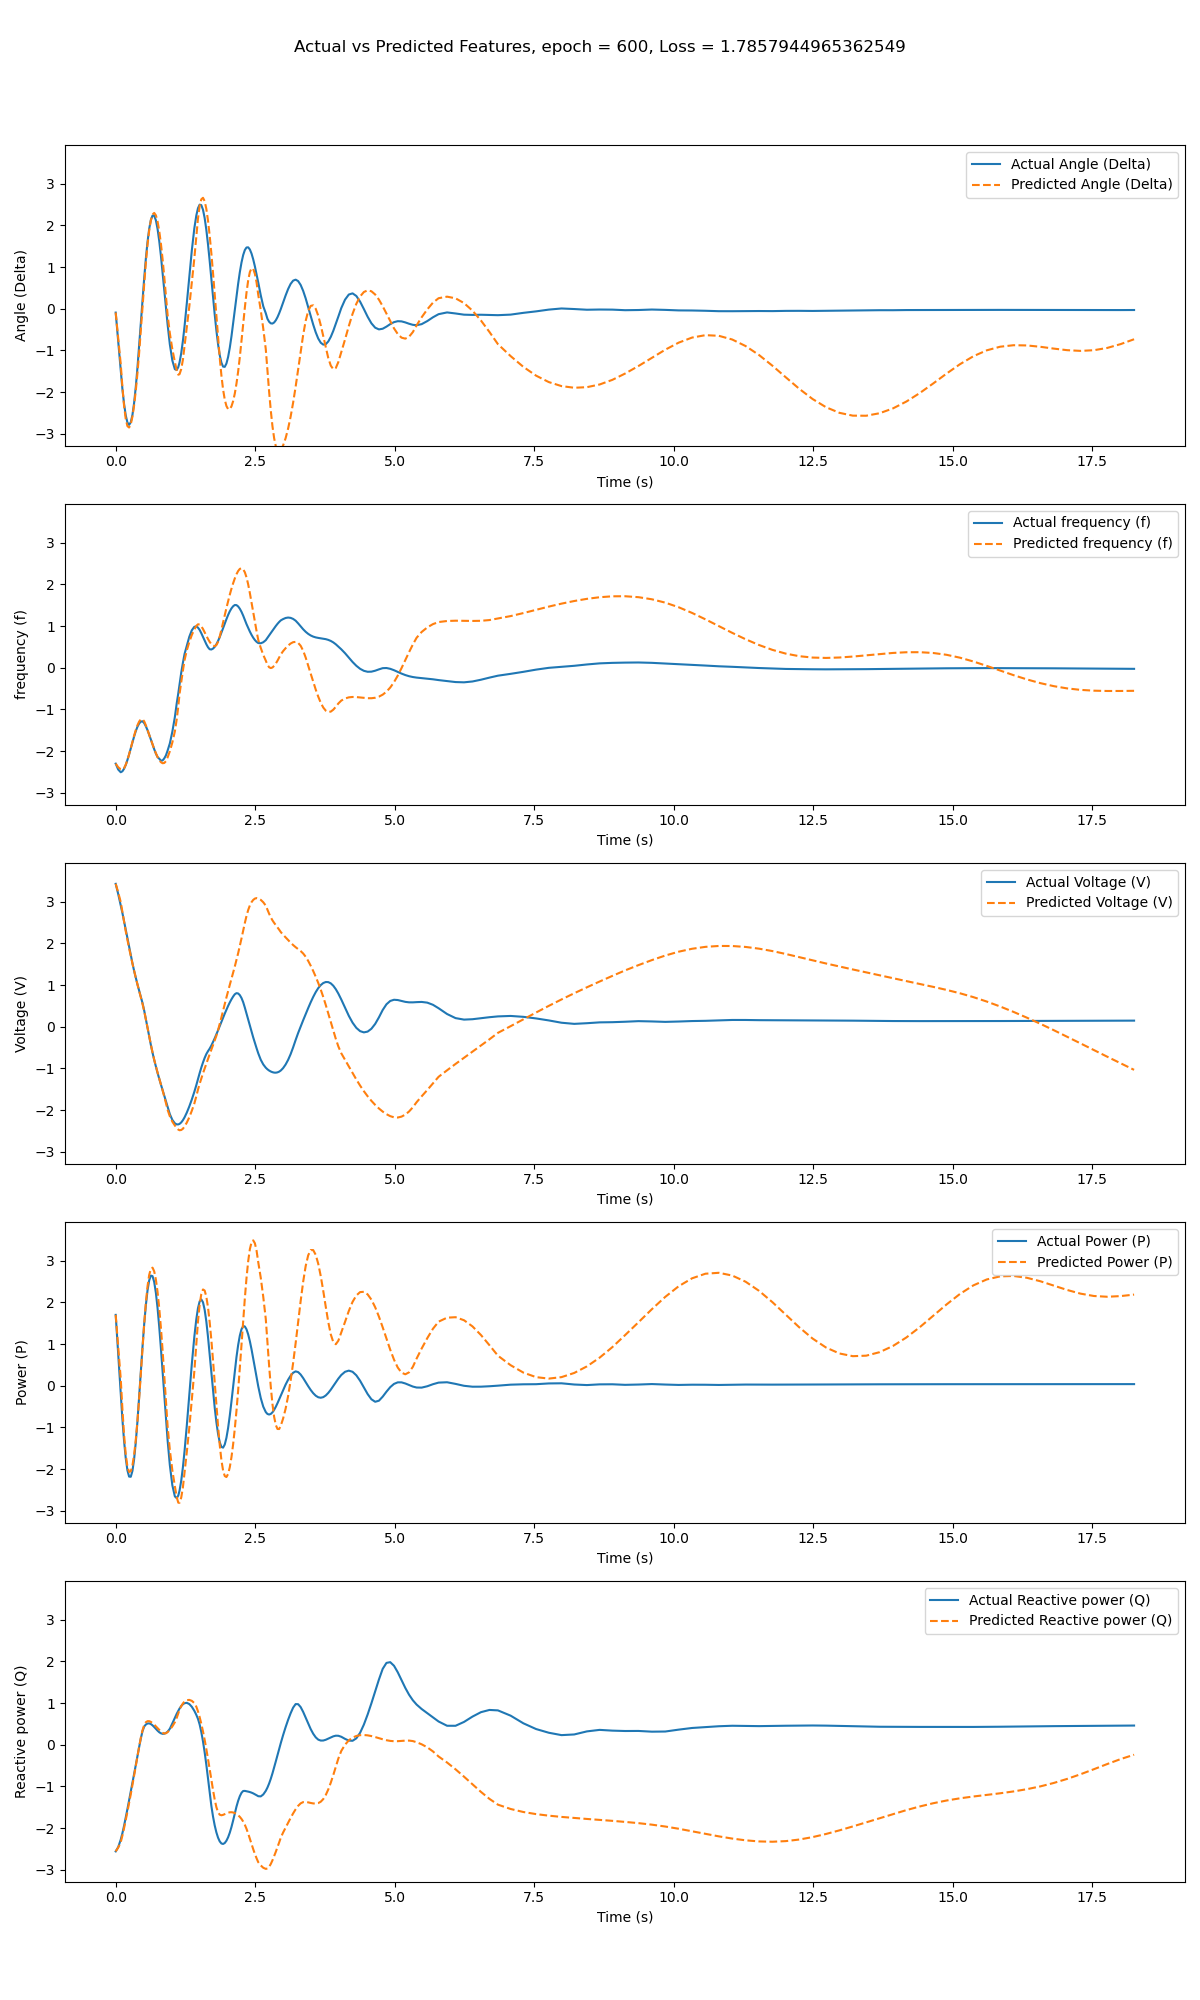 Actual vs Predicted Features, epoch = 600, Loss = 1.7857944965362549
Actual Angle (Delta)
Predicted Angle (Delta)
Angle (Delta)
3
2
1
0
−1
−2
−3
0.0 2.5 5.0 7.5 10.0 12.5 15.0 17.5
Time (s)
Actual frequency (f)
Predicted frequency (f)
frequency (f)
3
2
1
0
−1
−2
−3
0.0 2.5 5.0 7.5 10.0 12.5 15.0 17.5
Time (s)
Actual Voltage (V)
Predicted Voltage (V)
Voltage (V)
3
2
1
0
−1
−2
−3
0.0 2.5 5.0 7.5 10.0 12.5 15.0 17.5
Time (s)
Actual Power (P)
Predicted Power (P)
Power (P)
3
2
1
0
−1
−2
−3
0.0 2.5 5.0 7.5 10.0 12.5 15.0 17.5
Time (s)
Actual Reactive power (Q)
Predicted Reactive power (Q)
Reactive power (Q)
3
2
1
0
−1
−2
−3
0.0 2.5 5.0 7.5 10.0 12.5 15.0 17.5
Time (s)